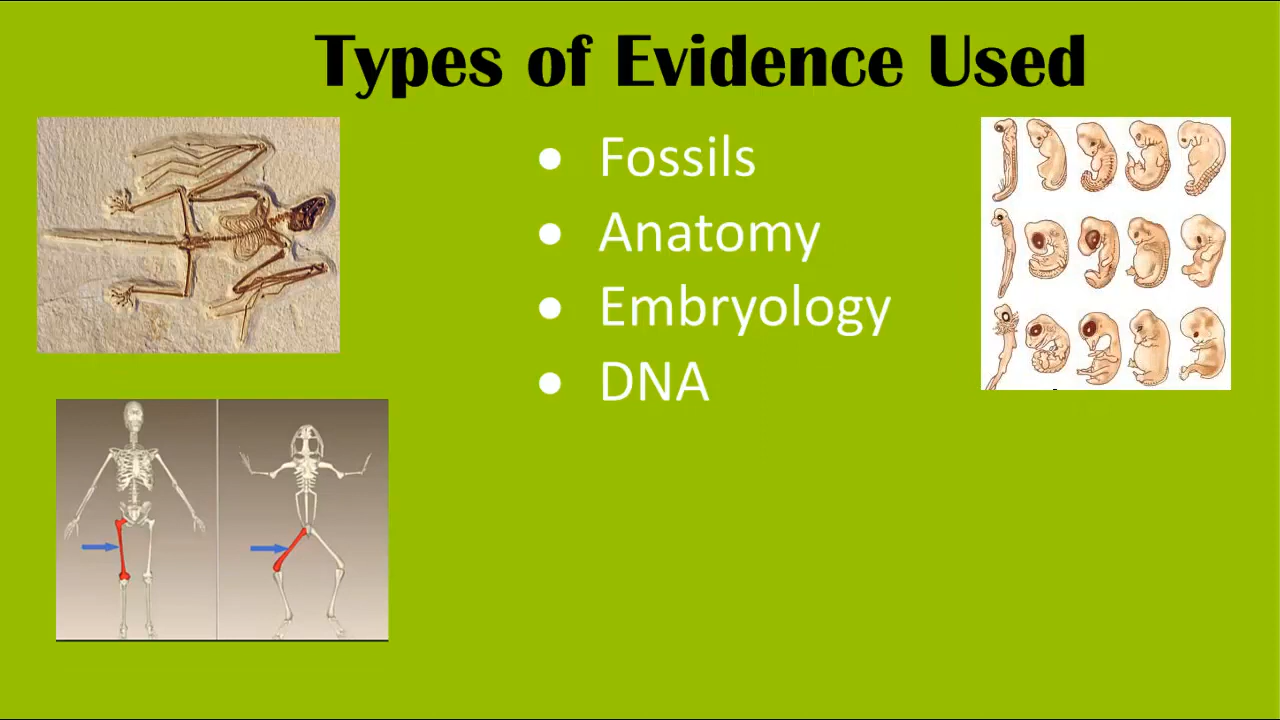 Types of Evidence Used
● Fossils
● Anatomy
● Embryology
● DNA